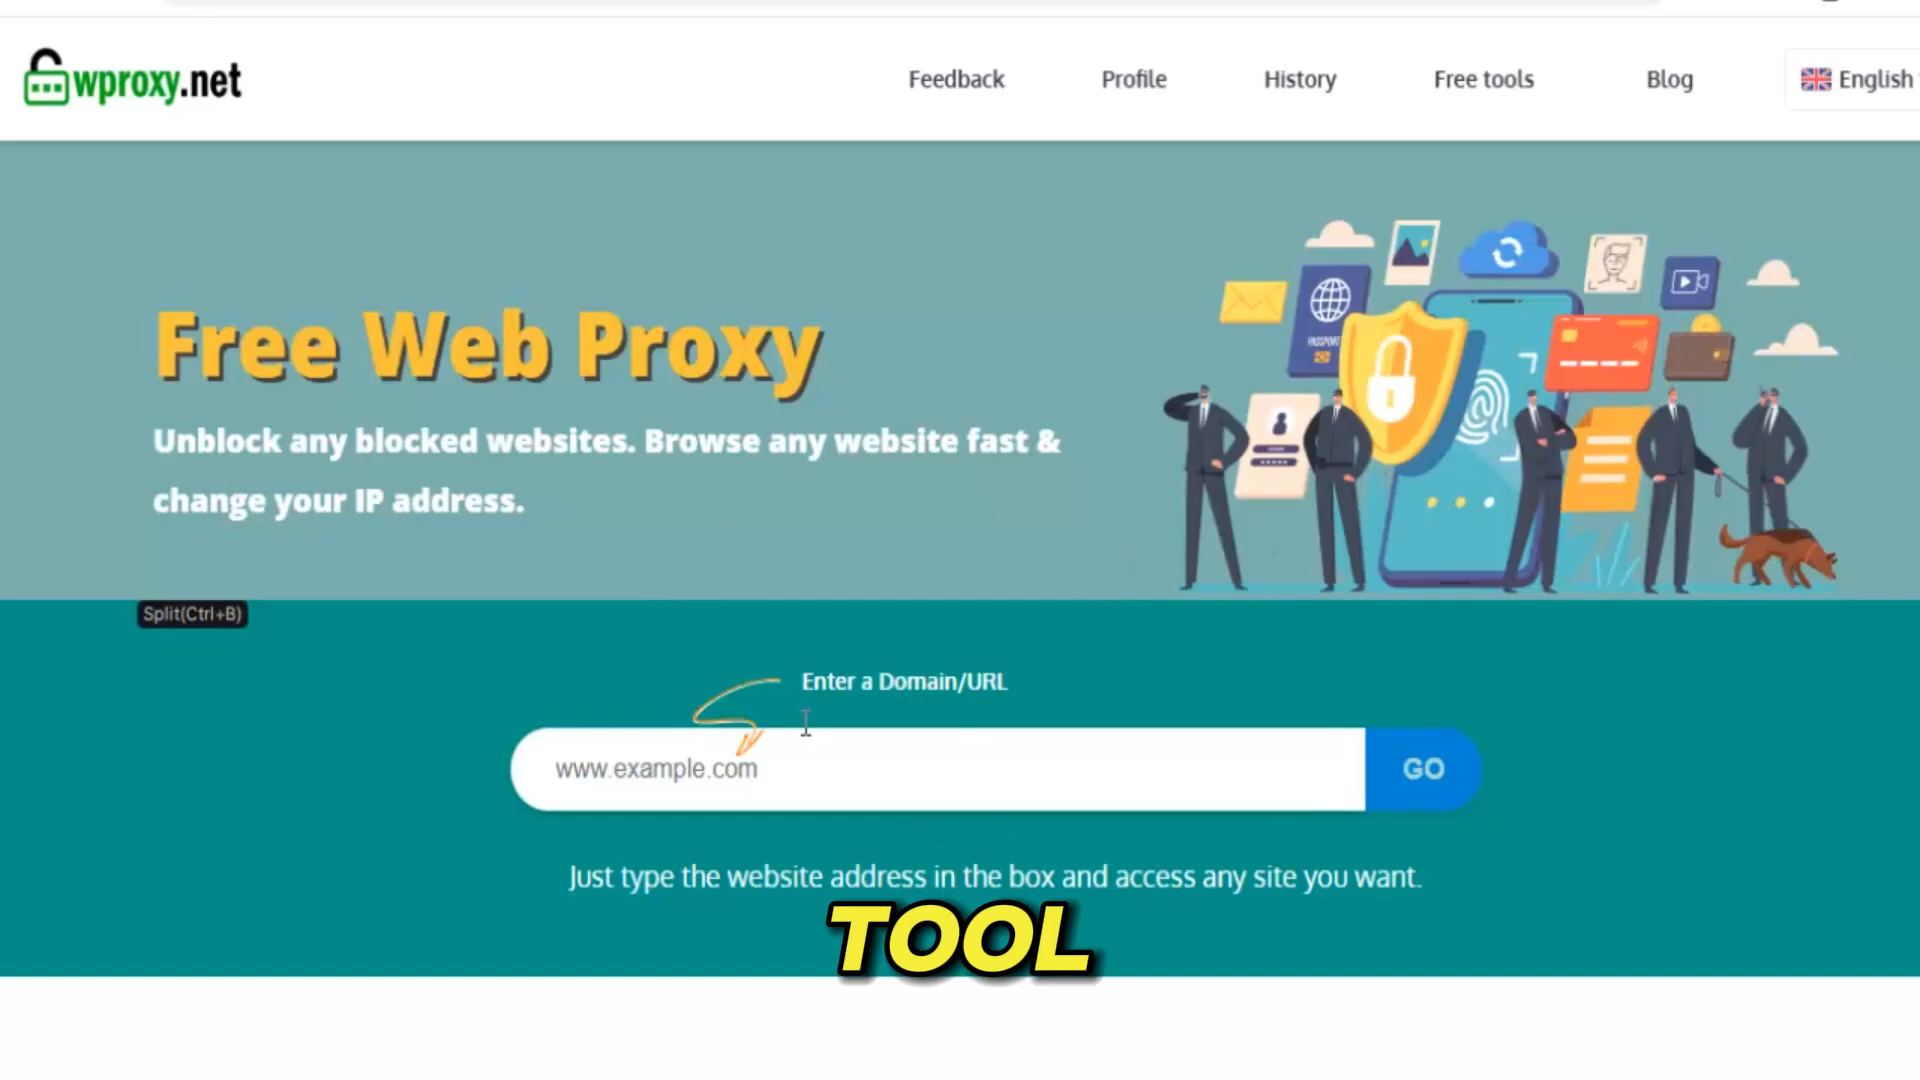 wproxy.net
Feedback Profile History Free tools Blog English
PASSPORT
Free Web Proxy
Unblock any blocked websites. Browse any website fast &
change your IP address.
Split(Ctrl+B)
Enter a Domain/URL
www.example.com
GO
Just type the website address in the box and access any site you want.
TOOL